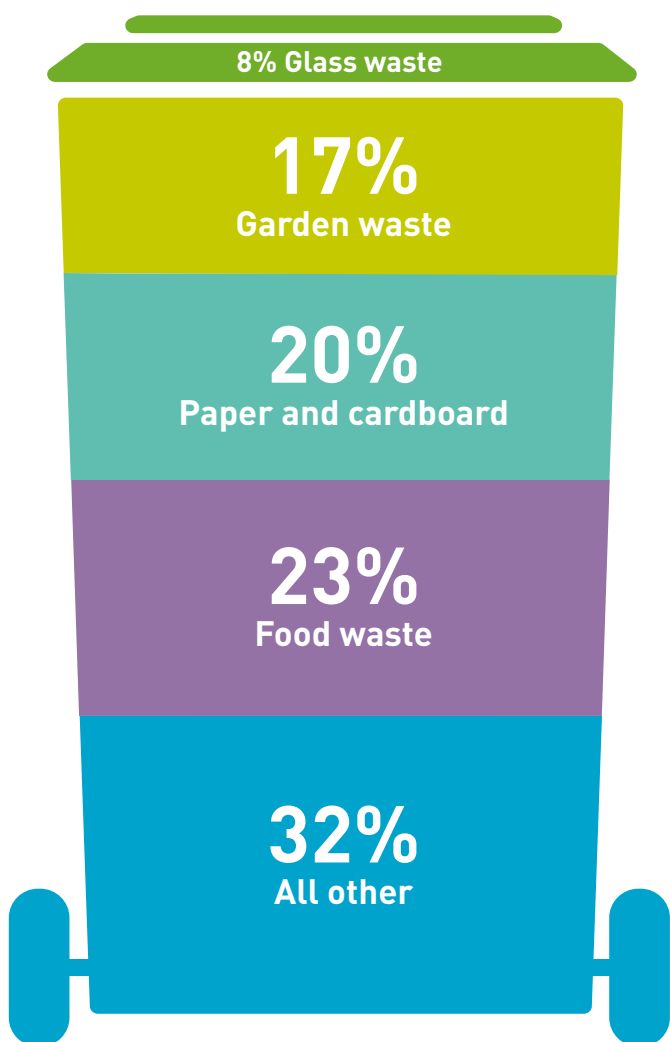 8% Glass waste
17%
Garden waste
20%
Paper and cardboard
23%
Food waste
32%
All other